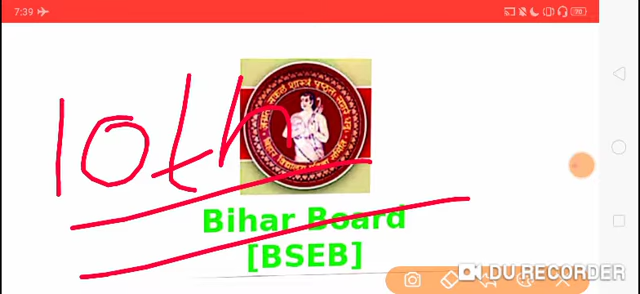 7:39
10th
Bihar Board
[BSEB]
DU RECORDER